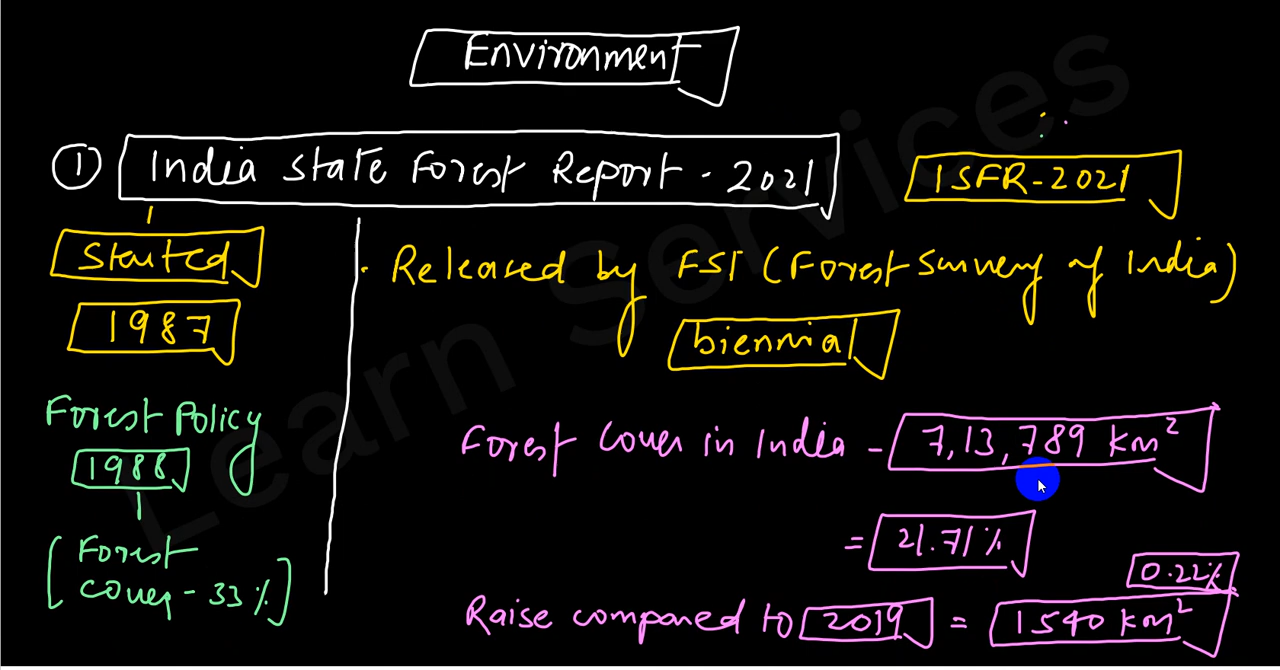 Environment
① India State Forest Report - 2021
ISFR-2021
Started
1987
. Released by FSI (Forest Survey of India)
biennial
Forest Policy
1988
[Forest
cover - 33%]
Forest Cover in India - 7,13,789 km²
= 21.71%
0.22%
Raise compared to 2019 = 1540 km²
Learn Services